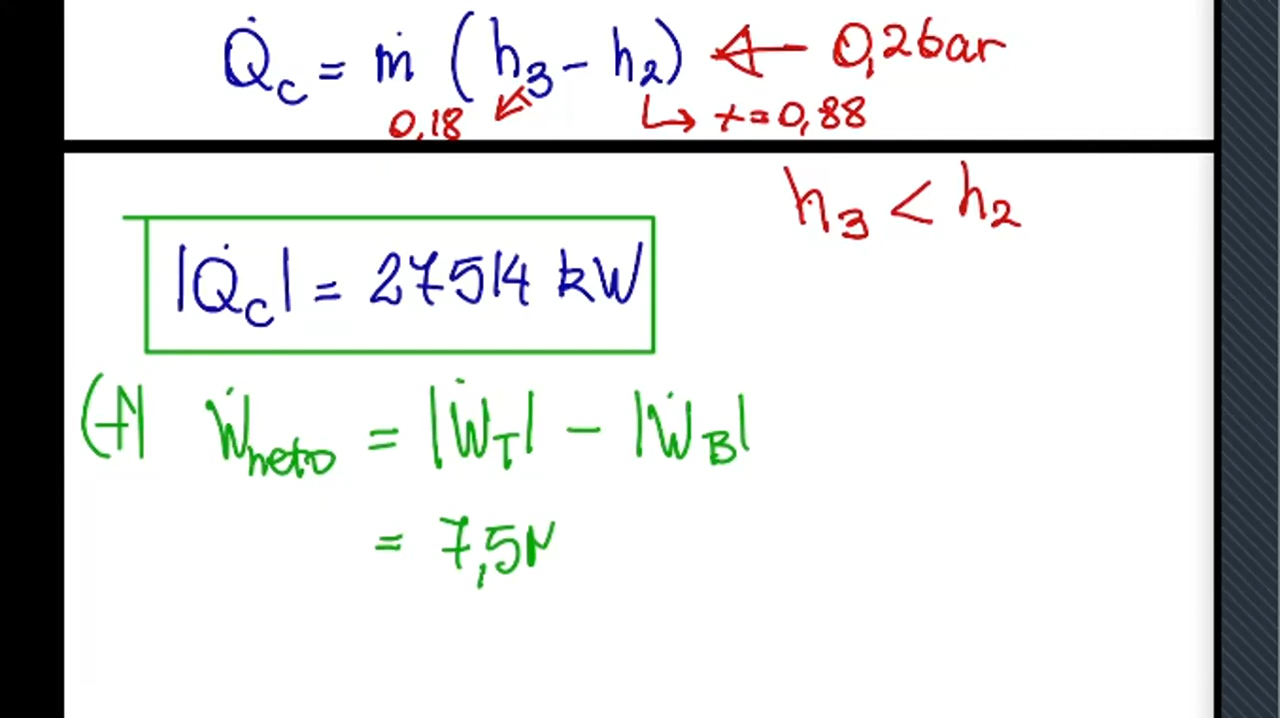 Q̇c = ṁ (h3 - h2) ← 0,26bar
0,18 ↙ ↳ x=0,88
h3 < h2
|Q̇c| = 27514 kW
Ẇneto = |ẆT| - |ẆB|
= 7,5M